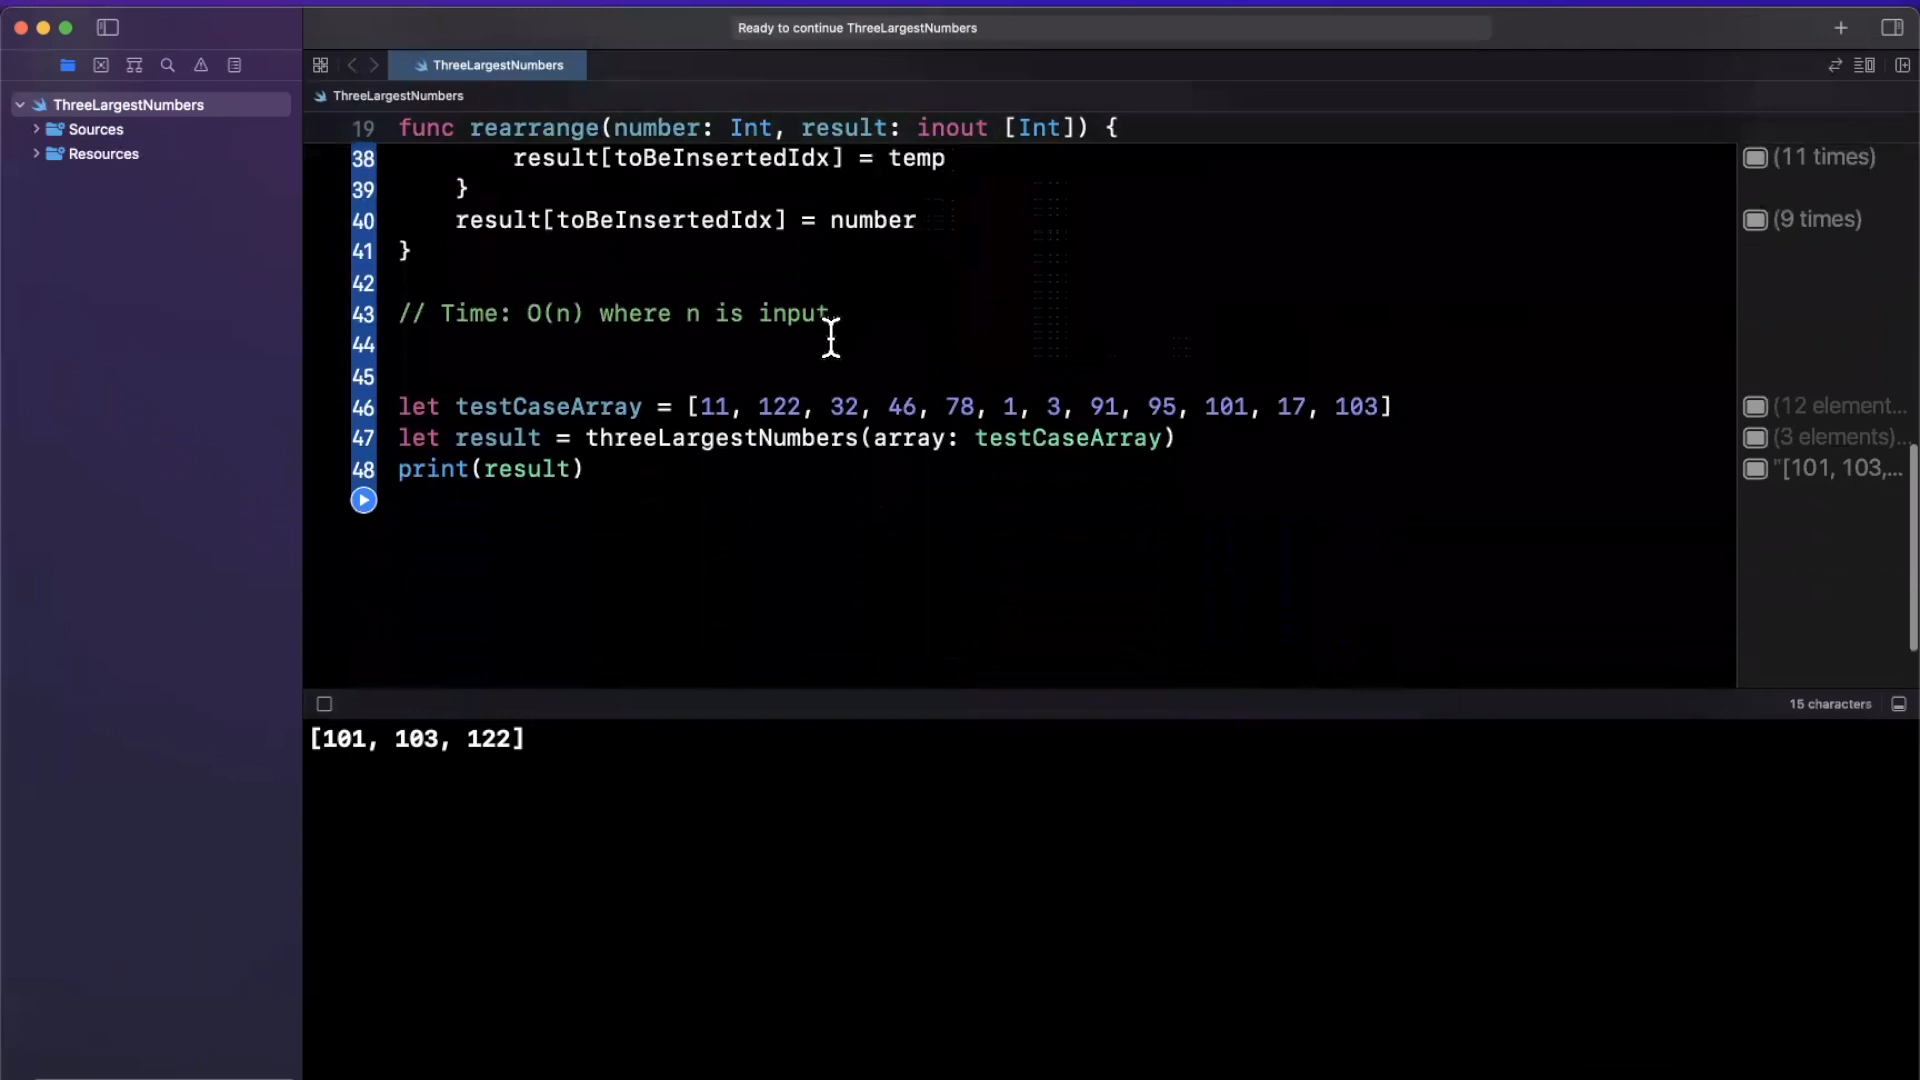 Ready to continue ThreeLargestNumbers
ThreeLargestNumbers
ThreeLargestNumbers
Sources
ThreeLargestNumbers
Resources
19 func rearrange(number: Int, result: inout [Int]) {
38 result[toBeInsertedIdx] = temp (11 times)
39 }
40 result[toBeInsertedIdx] = number (9 times)
41 }
42
43 // Time: O(n) where n is input
44
45
46 let testCaseArray = [11, 122, 32, 46, 78, 1, 3, 91, 95, 101, 17, 103] (12 element...
47 let result = threeLargestNumbers(array: testCaseArray) (3 elements)...
48 print(result) "[101, 103,...
15 characters
[101, 103, 122]